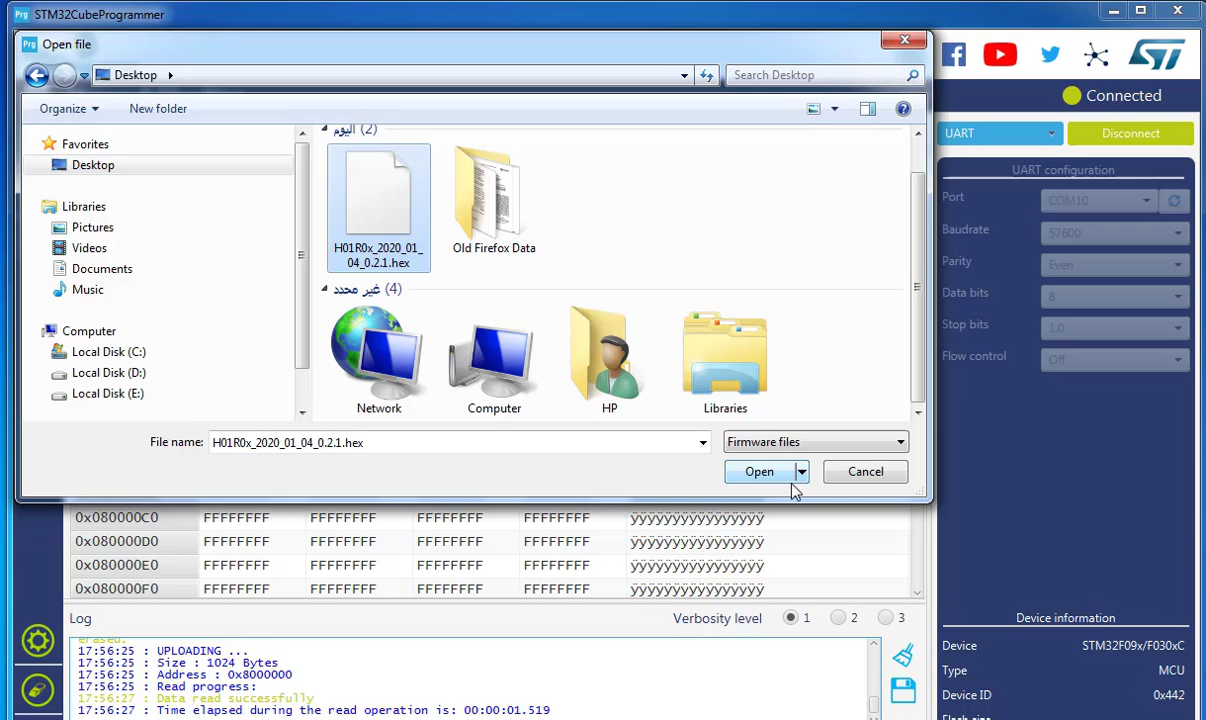 STM32CubeProgrammer
Open file
Desktop
Search Desktop
Organize
New folder
Connected
UART
Disconnect
UART configuration
Port
COM10
Baudrate
57600
Parity
Even
Data bits
8
Stop bits
1.0
Flow control
Off
Favorites
Desktop
Libraries
Pictures
Videos
Documents
Music
Computer
Local Disk (C:)
Local Disk (D:)
Local Disk (E:)
اليوم (2)
H01R0x_2020_01_
04_0.2.1.hex
Old Firefox Data
غير محدد (4)
Network
Computer
HP
Libraries
File name:
H01R0x_2020_01_04_0.2.1.hex
Firmware files
Open
Cancel
0x080000C0 FFFFFFFF FFFFFFFF FFFFFFFF FFFFFFFF ÿÿÿÿÿÿÿÿÿÿÿÿÿÿÿÿ
0x080000D0 FFFFFFFF FFFFFFFF FFFFFFFF FFFFFFFF ÿÿÿÿÿÿÿÿÿÿÿÿÿÿÿÿ
0x080000E0 FFFFFFFF FFFFFFFF FFFFFFFF FFFFFFFF ÿÿÿÿÿÿÿÿÿÿÿÿÿÿÿÿ
0x080000F0 FFFFFFFF FFFFFFFF FFFFFFFF FFFFFFFF ÿÿÿÿÿÿÿÿÿÿÿÿÿÿÿÿ
Log
Verbosity level 1 2 3
erased.
17:56:25 : UPLOADING ...
17:56:25 : Size : 1024 Bytes
17:56:25 : Address : 0x8000000
17:56:25 : Read progress:
17:56:27 : Data read successfully
17:56:27 : Time elapsed during the read operation is: 00:00:01.519
Device information
Device STM32F09x/F030xC
Type MCU
Device ID 0x442
Flash size